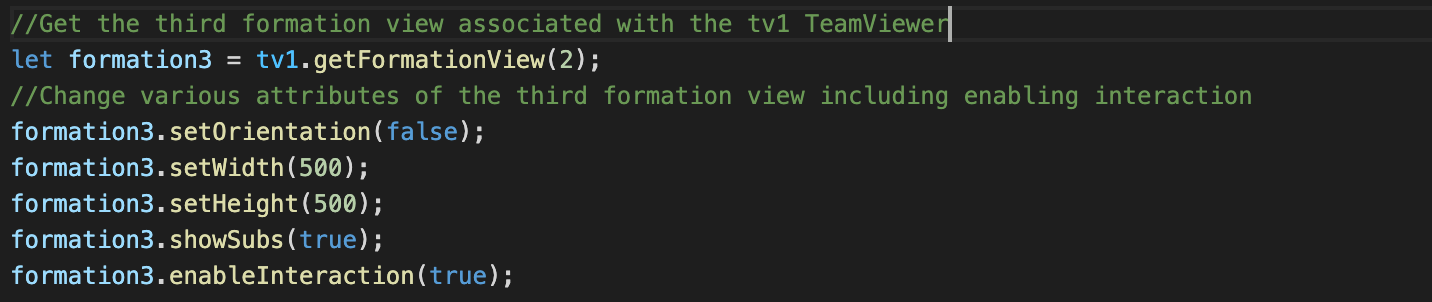 //Get the third formation view associated with the tv1 TeamViewer
let formation3 = tv1.getFormationView(2);
//Change various attributes of the third formation view including enabling interaction
formation3.setOrientation(false);
formation3.setWidth(500);
formation3.setHeight(500);
formation3.showSubs(true);
formation3.enableInteraction(true);